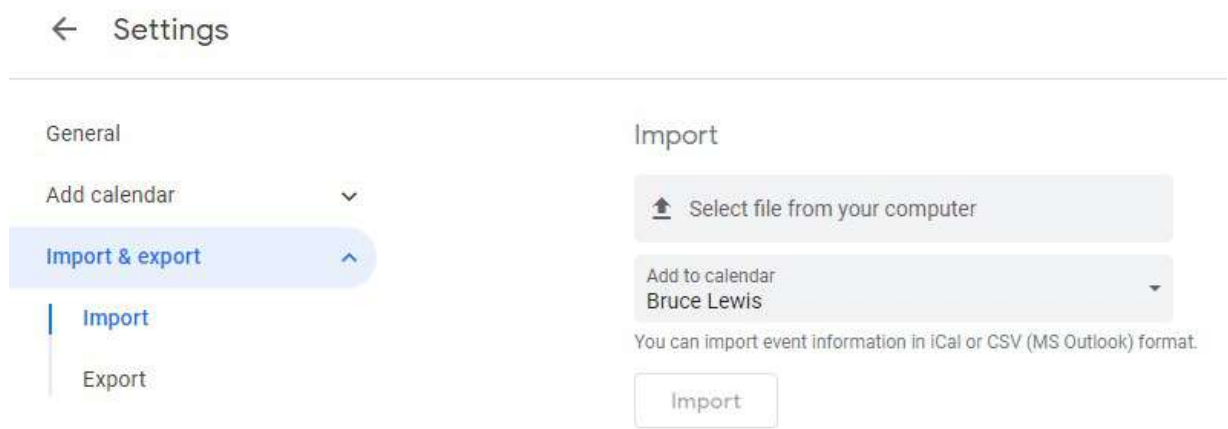 Settings
General
Add calendar
Import & export
Import
Export
Import
Select file from your computer
Add to calendar
Bruce Lewis
You can import event information in iCal or CSV (MS Outlook) format.
Import